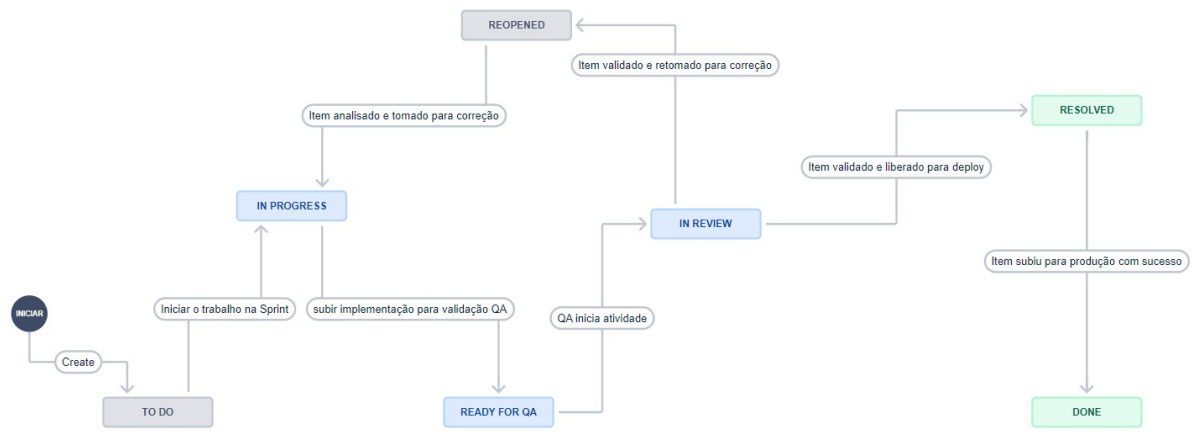 REOPENED
Item validado e retomado para correção
RESOLVED
Item analisado e tomado para correção
Item validado e liberado para deploy
IN PROGRESS
IN REVIEW
Item subiu para produção com sucesso
INICIAR
Iniciar o trabalho na Sprint
subir implementação para validação QA
QA inicia atividade
Create
TO DO
READY FOR QA
DONE